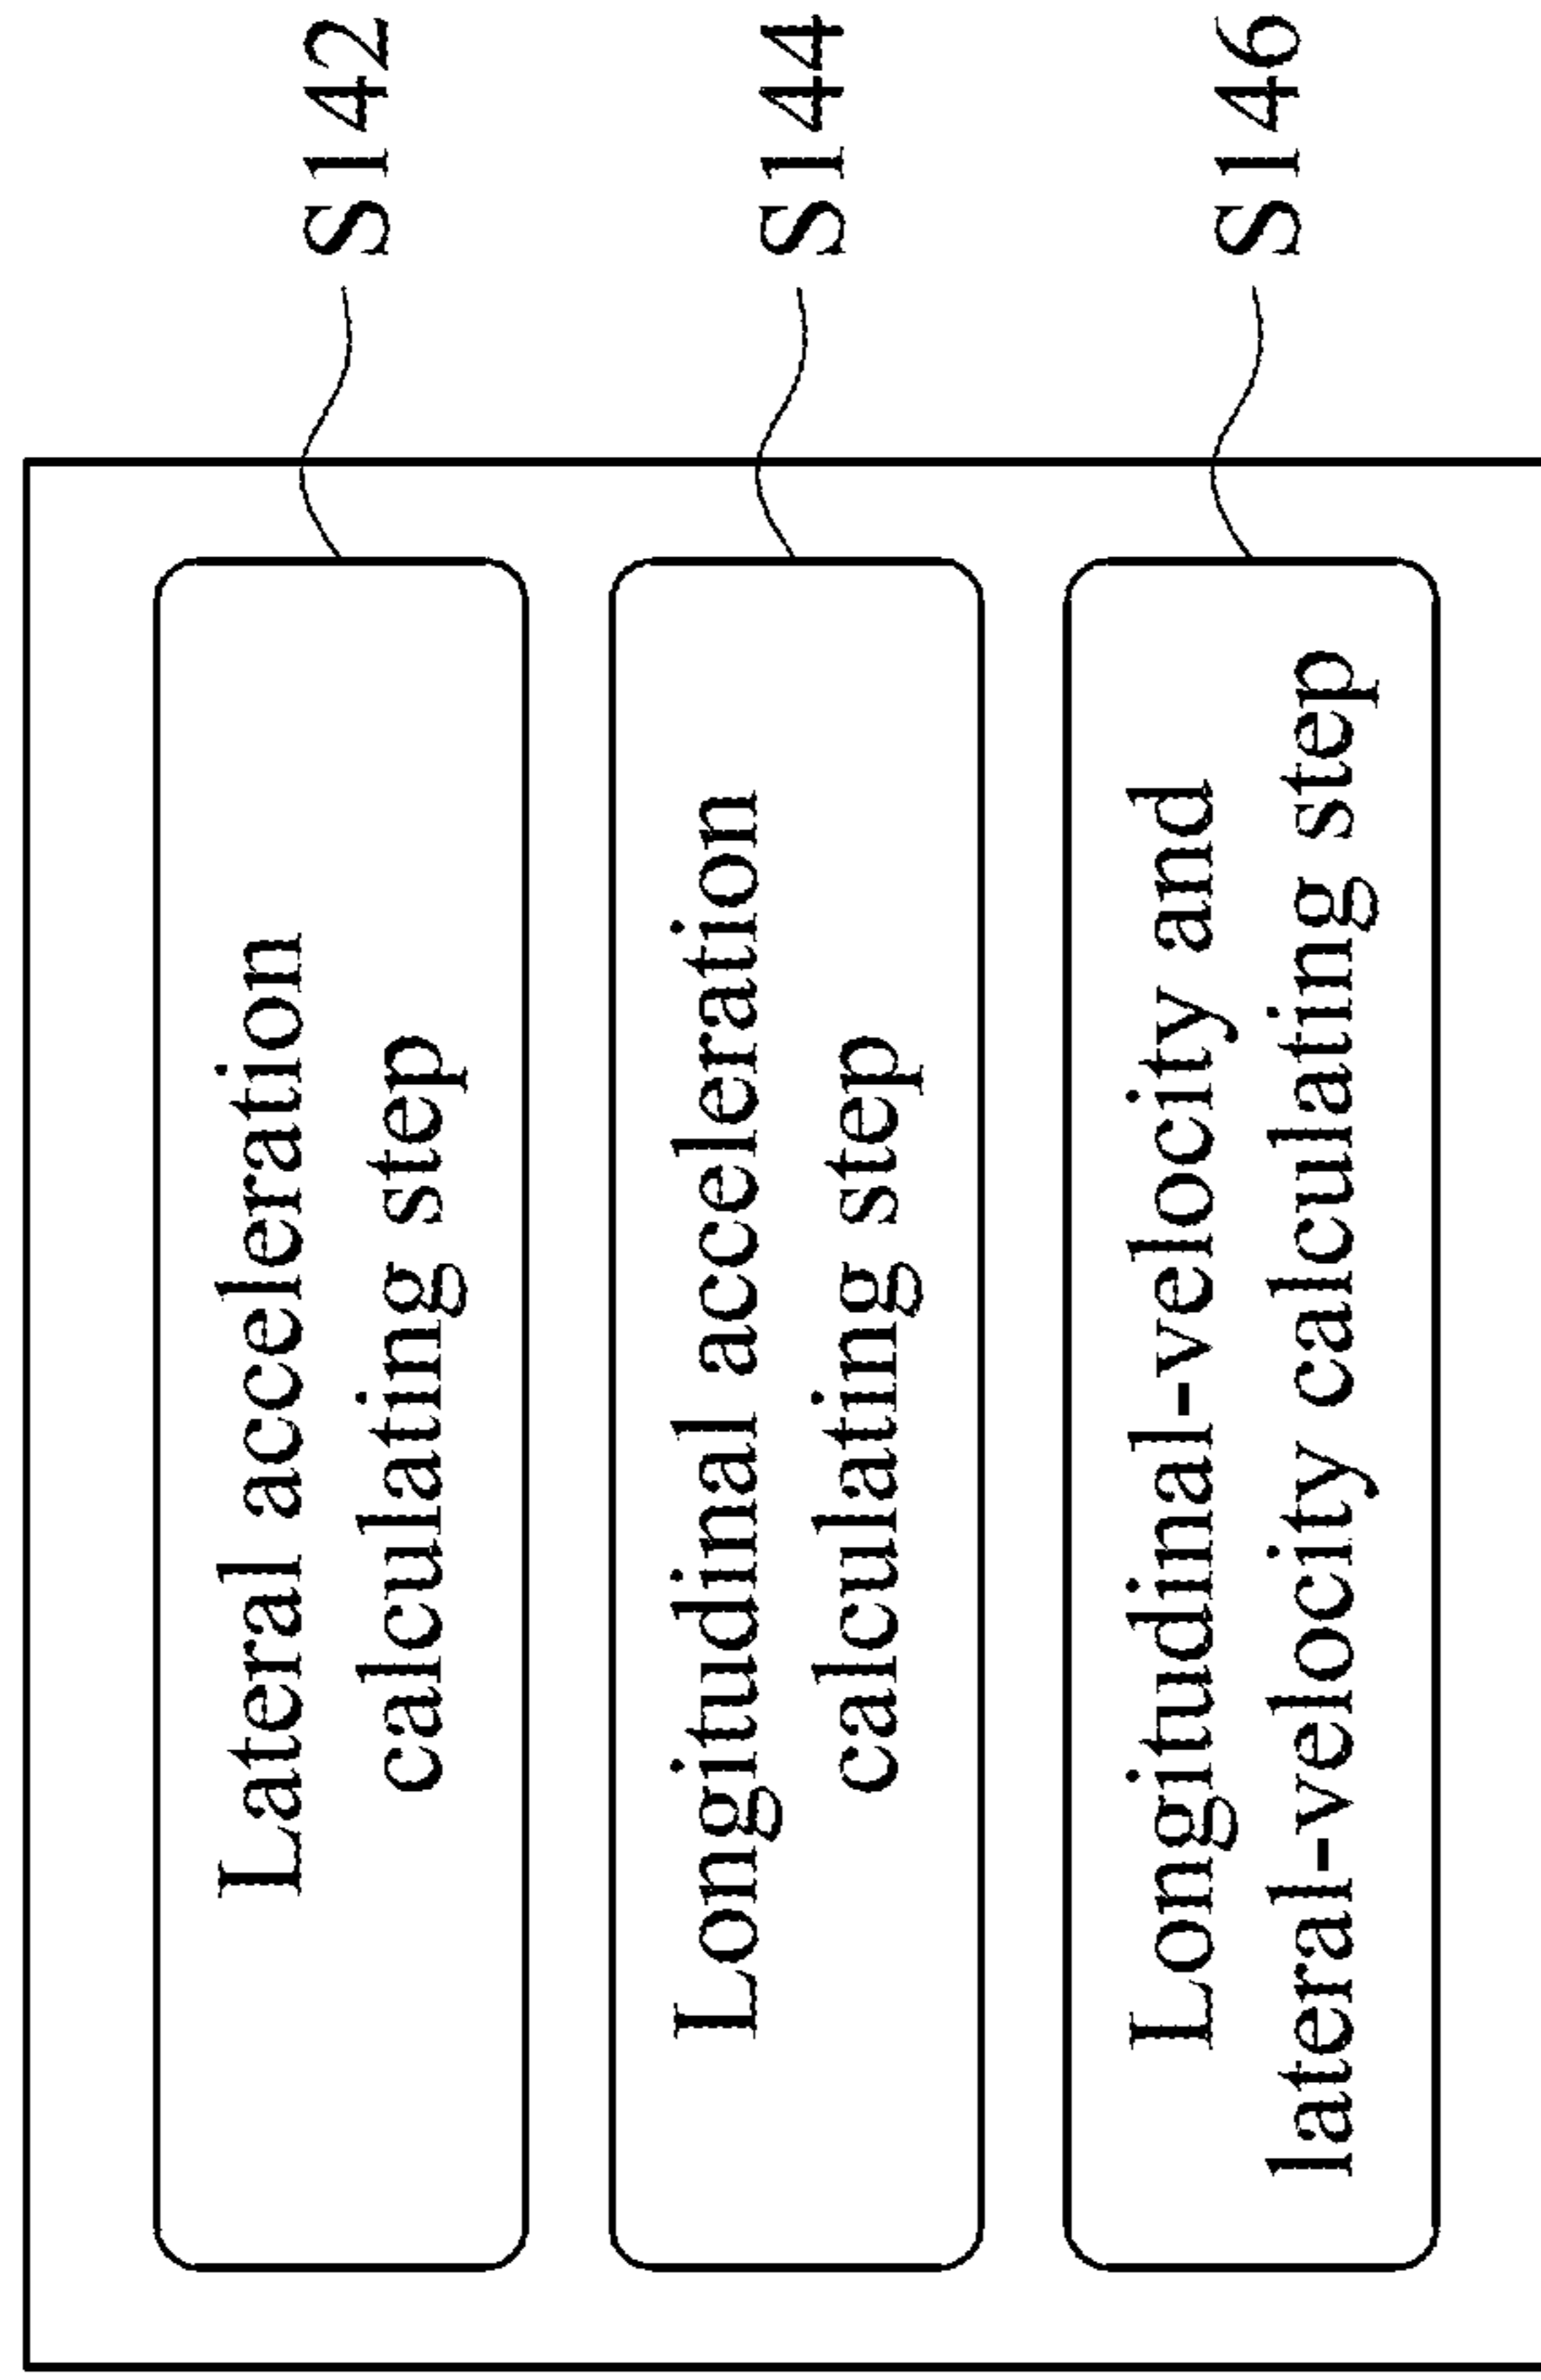 Lateral acceleration
calculating step
S142
Longitudinal acceleration
calculating step
S144
Longitudinal-velocity and
lateral-velocity calculating step
S146